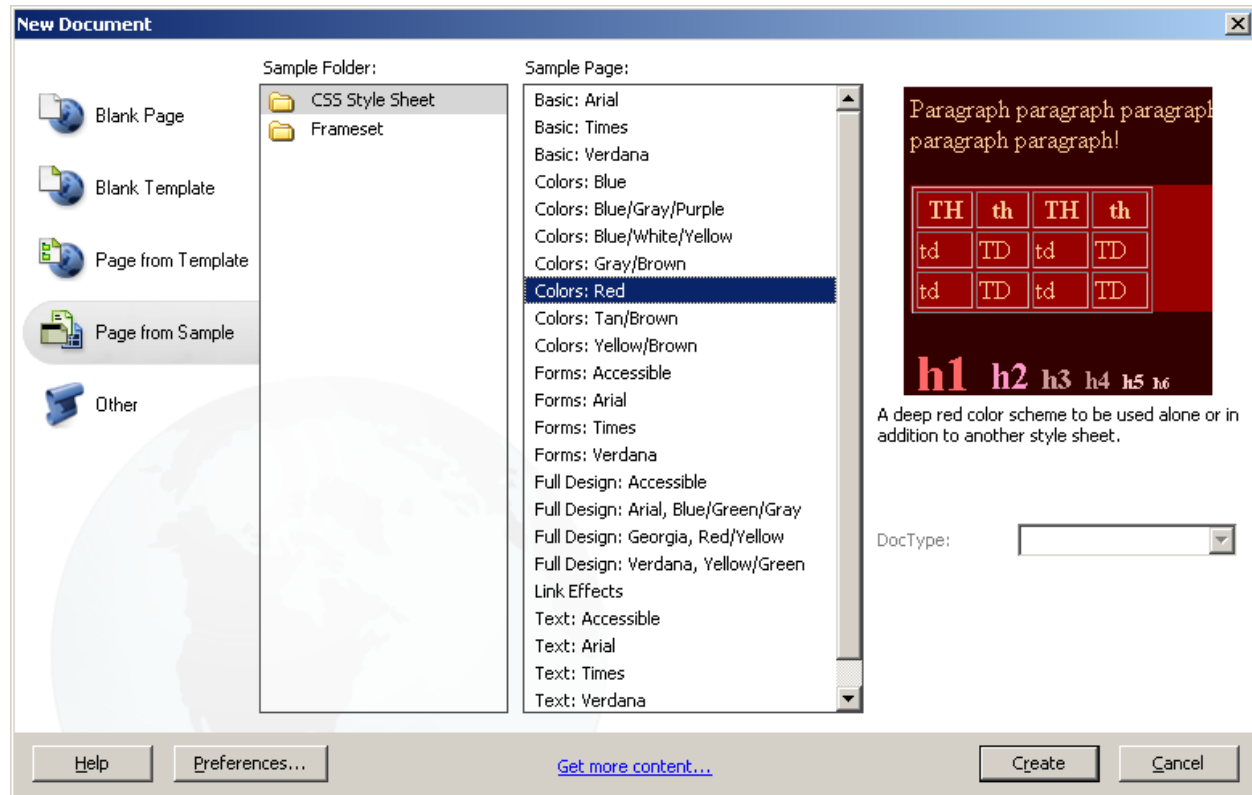 New Document
Blank Page
Blank Template
Page from Template
Page from Sample
Other
Sample Folder:
CSS Style Sheet
Frameset
Sample Page:
Basic: Arial
Basic: Times
Basic: Verdana
Colors: Blue
Colors: Blue/Gray/Purple
Colors: Blue/White/Yellow
Colors: Gray/Brown
Colors: Red
Colors: Tan/Brown
Colors: Yellow/Brown
Forms: Accessible
Forms: Arial
Forms: Times
Forms: Verdana
Full Design: Accessible
Full Design: Arial, Blue/Green/Gray
Full Design: Georgia, Red/Yellow
Full Design: Verdana, Yellow/Green
Link Effects
Text: Accessible
Text: Arial
Text: Times
Text: Verdana
Paragraph paragraph paragraph
paragraph paragraph!
TH th TH th
td TD td TD
td TD td TD
h1 h2 h3 h4 h5 h6
A deep red color scheme to be used alone or in
addition to another style sheet.
DocType:
Help Preferences... Get more content... Create Cancel